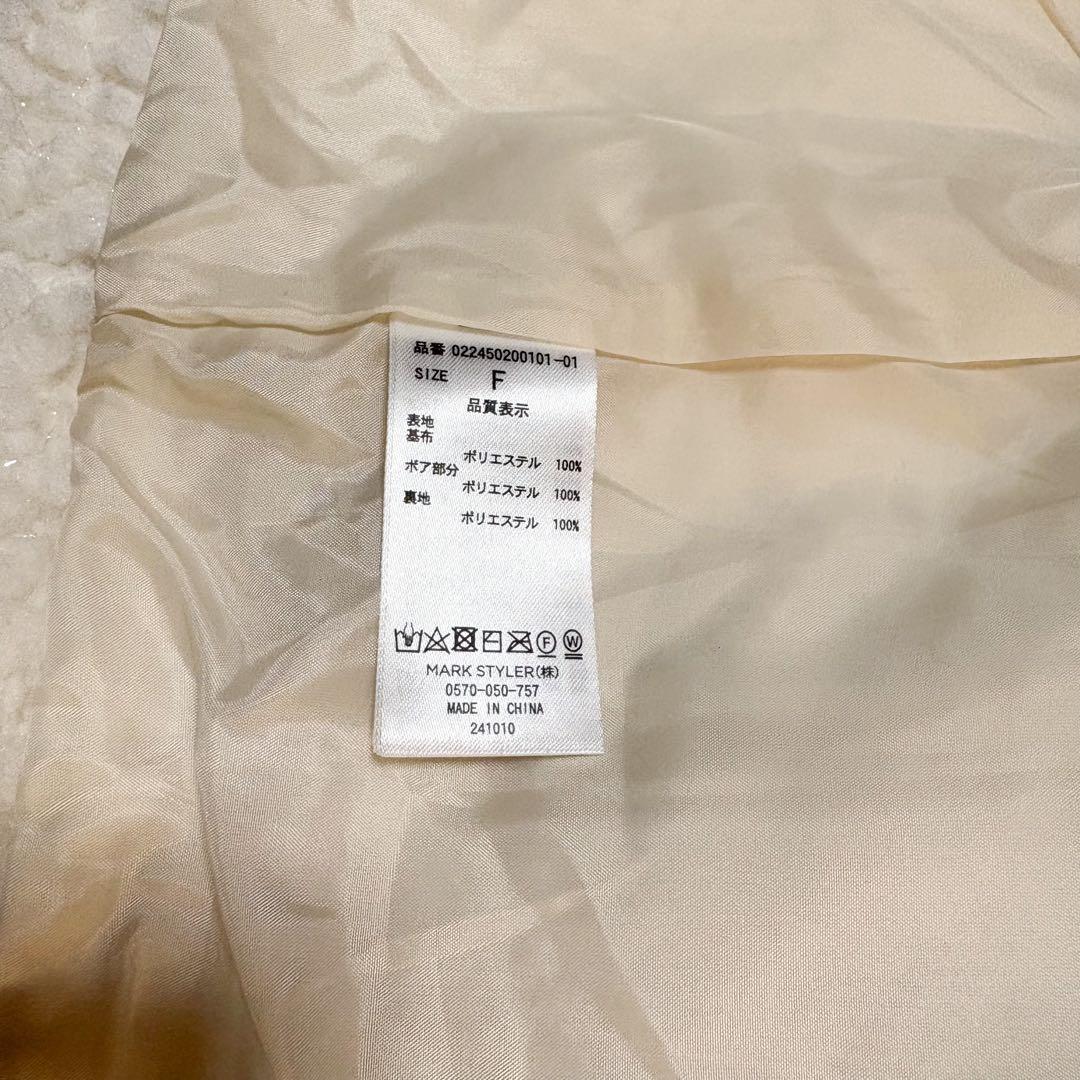 品番 022450200101-01
SIZE F
品質表示
表地
基布
ポリエステル 100%
ボア部分
ポリエステル 100%
裏地
ポリエステル 100%
F W
MARK STYLER(株)
0570-050-757
MADE IN CHINA
241010